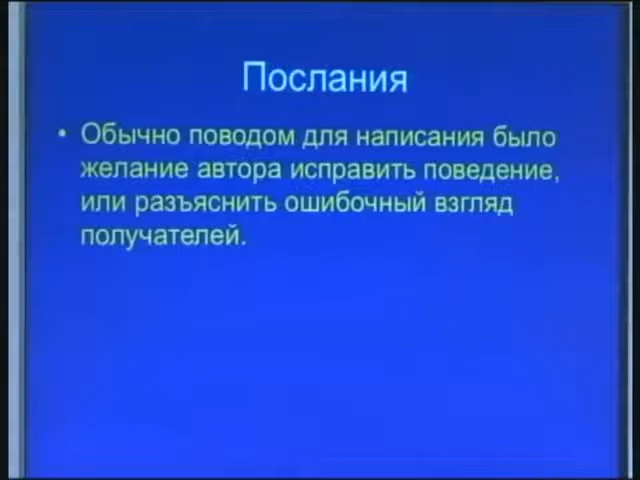 Послания
• Обычно поводом для написания было
желание автора исправить поведение,
или разъяснить ошибочный взгляд
получателей.